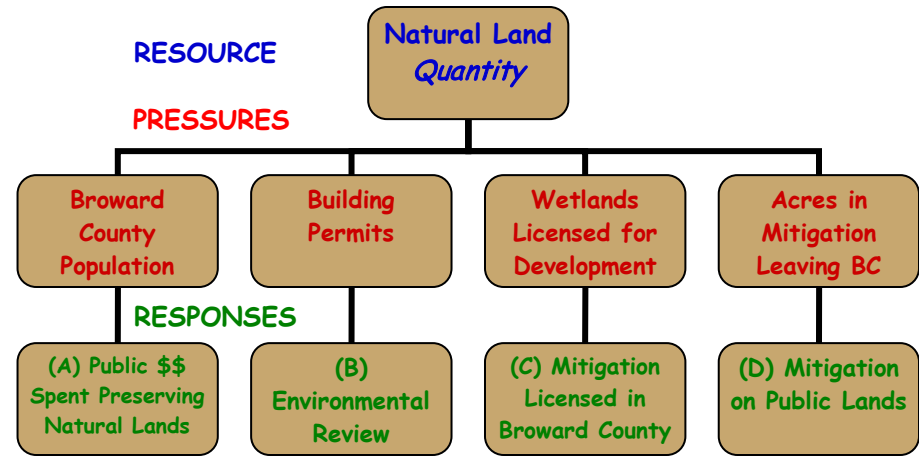 RESOURCE
Natural Land
Quantity
PRESSURES
Broward
County
Population
Building
Permits
Wetlands
Licensed for
Development
Acres in
Mitigation
Leaving BC
RESPONSES
(A) Public $$
Spent Preserving
Natural Lands
(B)
Environmental
Review
(C) Mitigation
Licensed in
Broward County
(D) Mitigation
on Public Lands